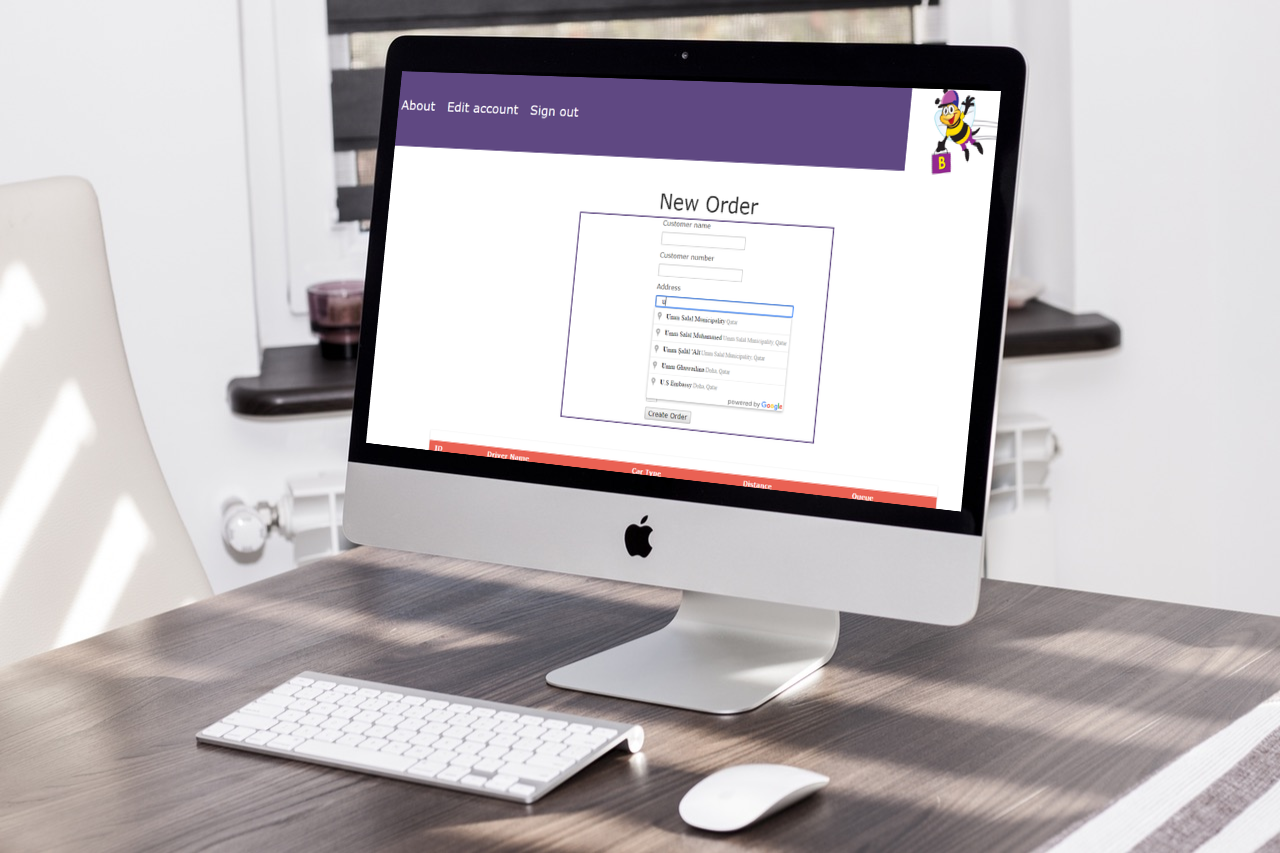 About Edit account Sign out
B
New Order
Customer name
Customer number
Address
u
Umm Salal Municipality Qatar
Umm Salal Mohammed Umm Salal Municipality, Qatar
Umm Şalāl 'Alī Umm Salal Municipality, Qatar
Umm Ghuwailina Doha, Qatar
U.S Embassy Doha, Qatar
powered by Google
Create Order
ID Driver Name Car Type Distance Queue